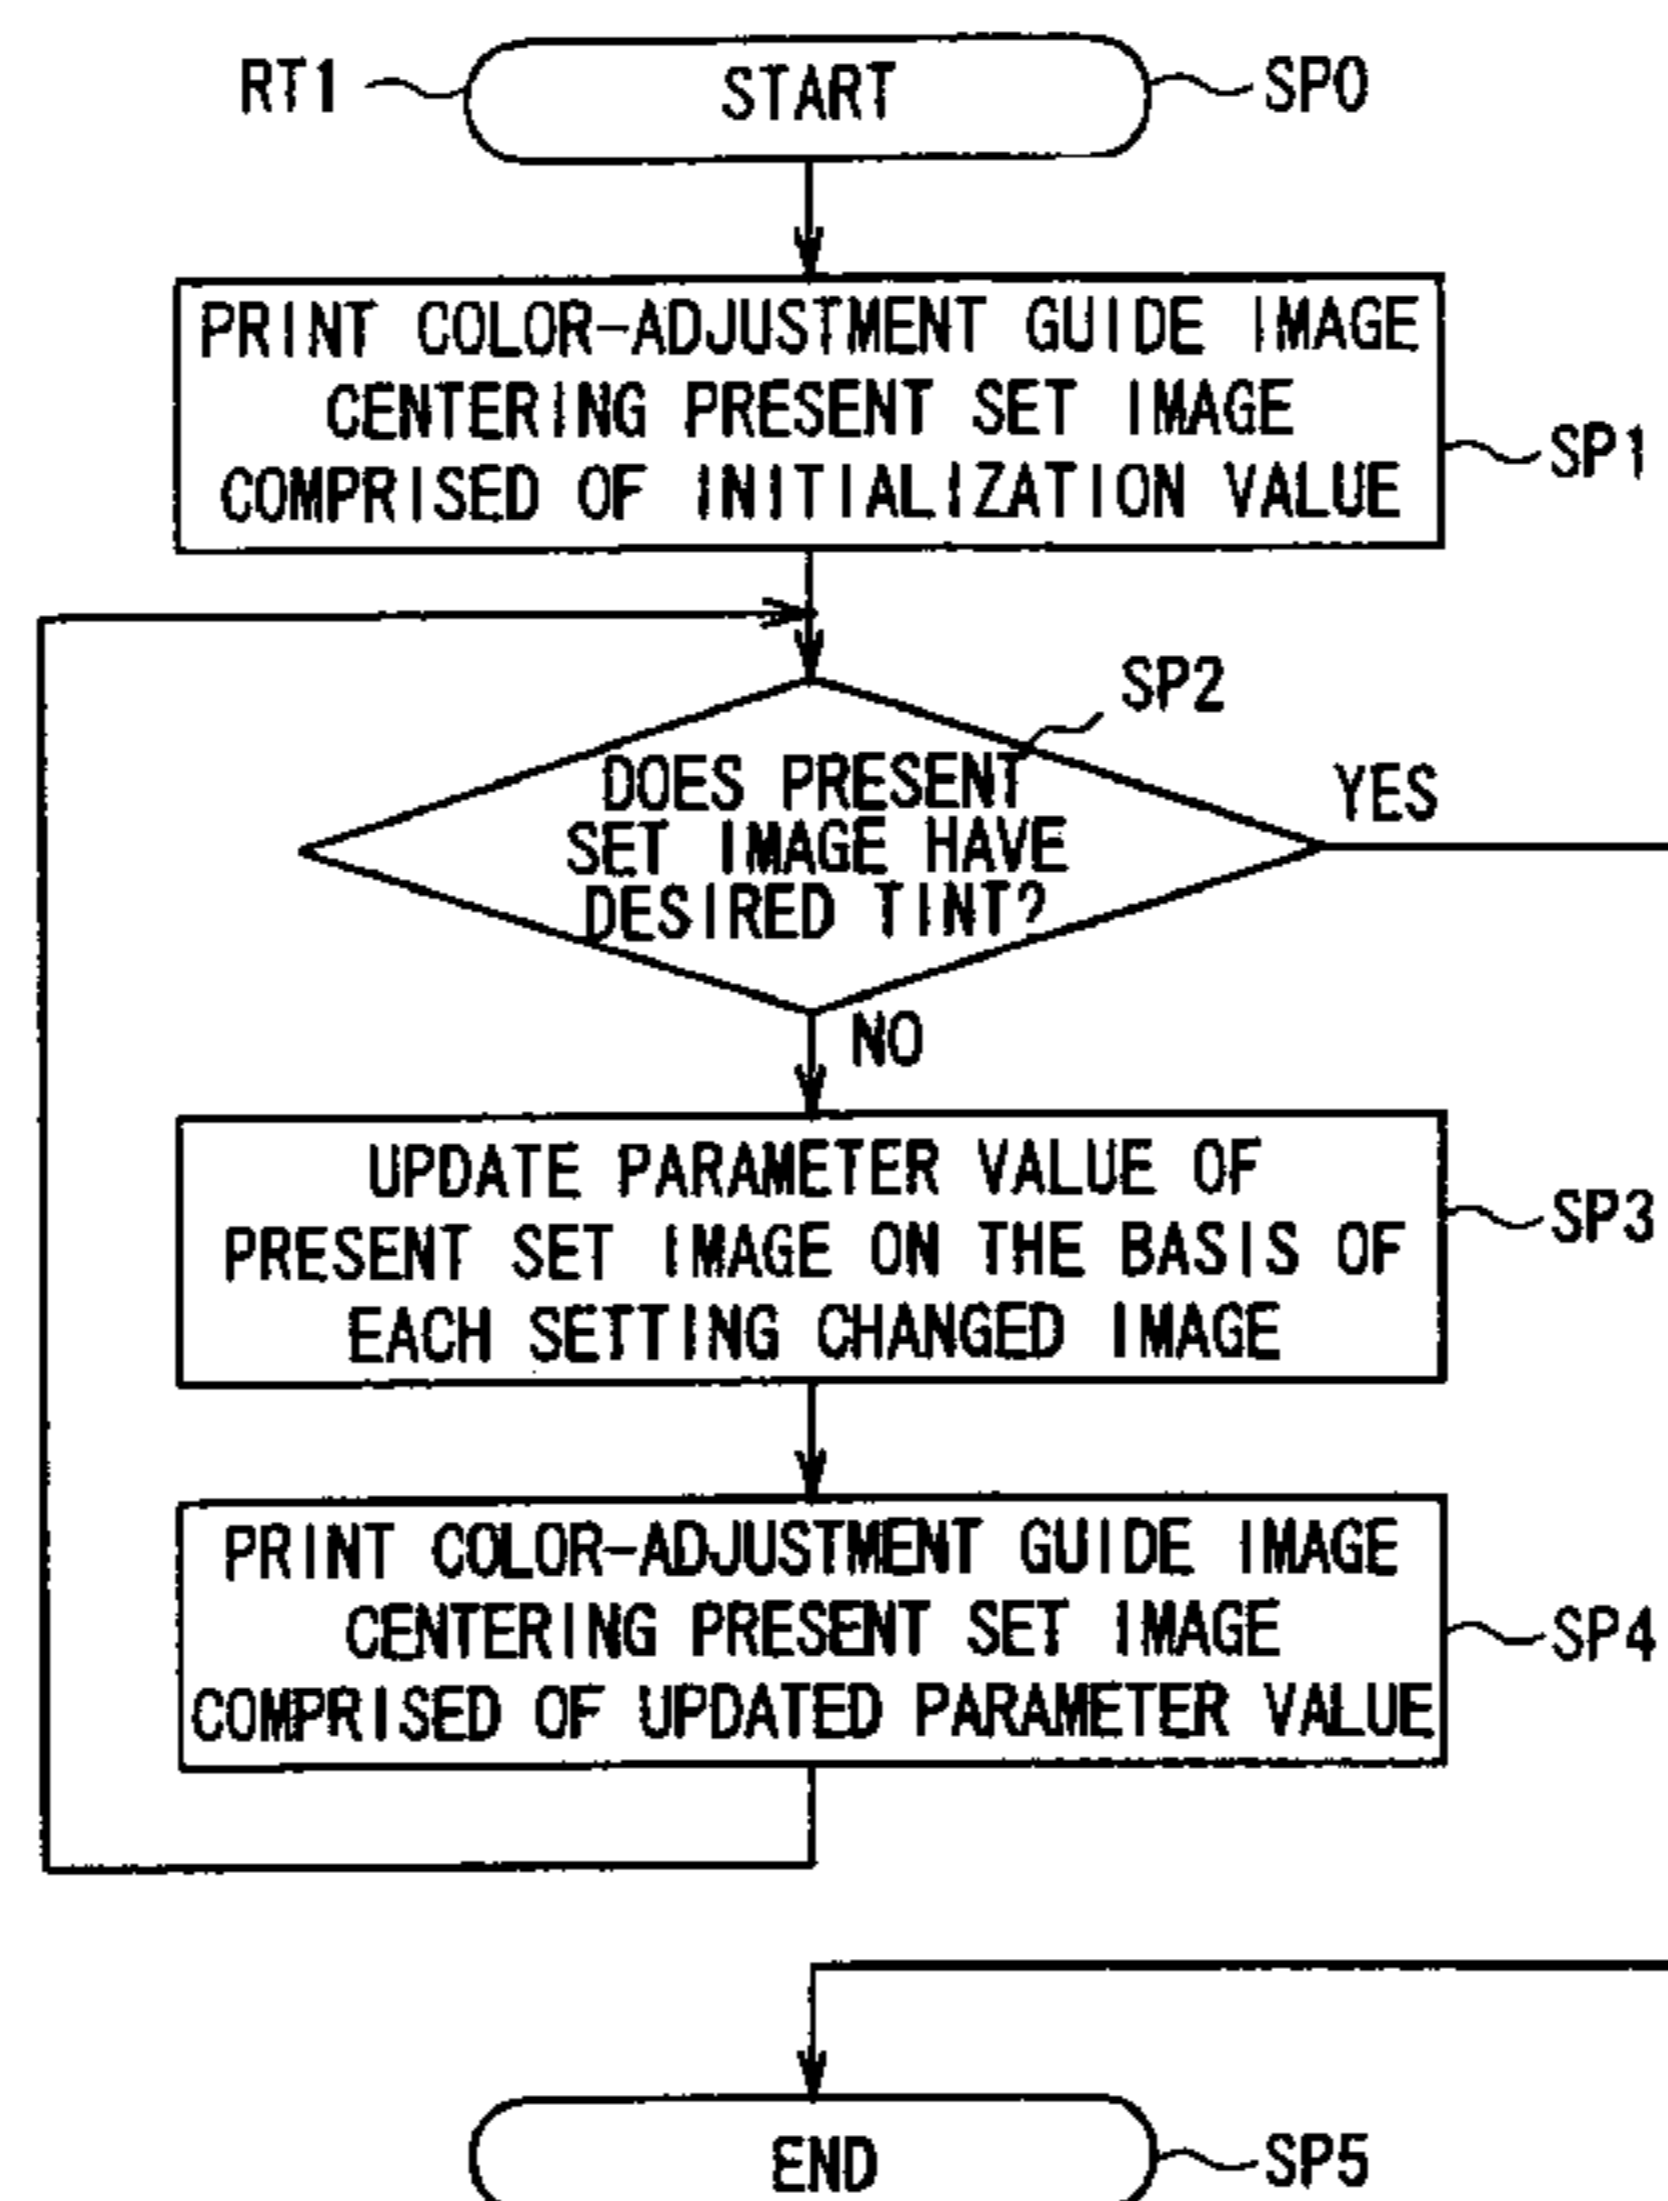 RT1 START SP0
PRINT COLOR-ADJUSTMENT GUIDE IMAGE
CENTERING PRESENT SET IMAGE
COMPRISED OF INITIALIZATION VALUE
SP1
SP2
DOES PRESENT
SET IMAGE HAVE
DESIRED TINT?
YES
NO
UPDATE PARAMETER VALUE OF
PRESENT SET IMAGE ON THE BASIS OF
EACH SETTING CHANGED IMAGE
SP3
PRINT COLOR-ADJUSTMENT GUIDE IMAGE
CENTERING PRESENT SET IMAGE
COMPRISED OF UPDATED PARAMETER VALUE
SP4
END SP5